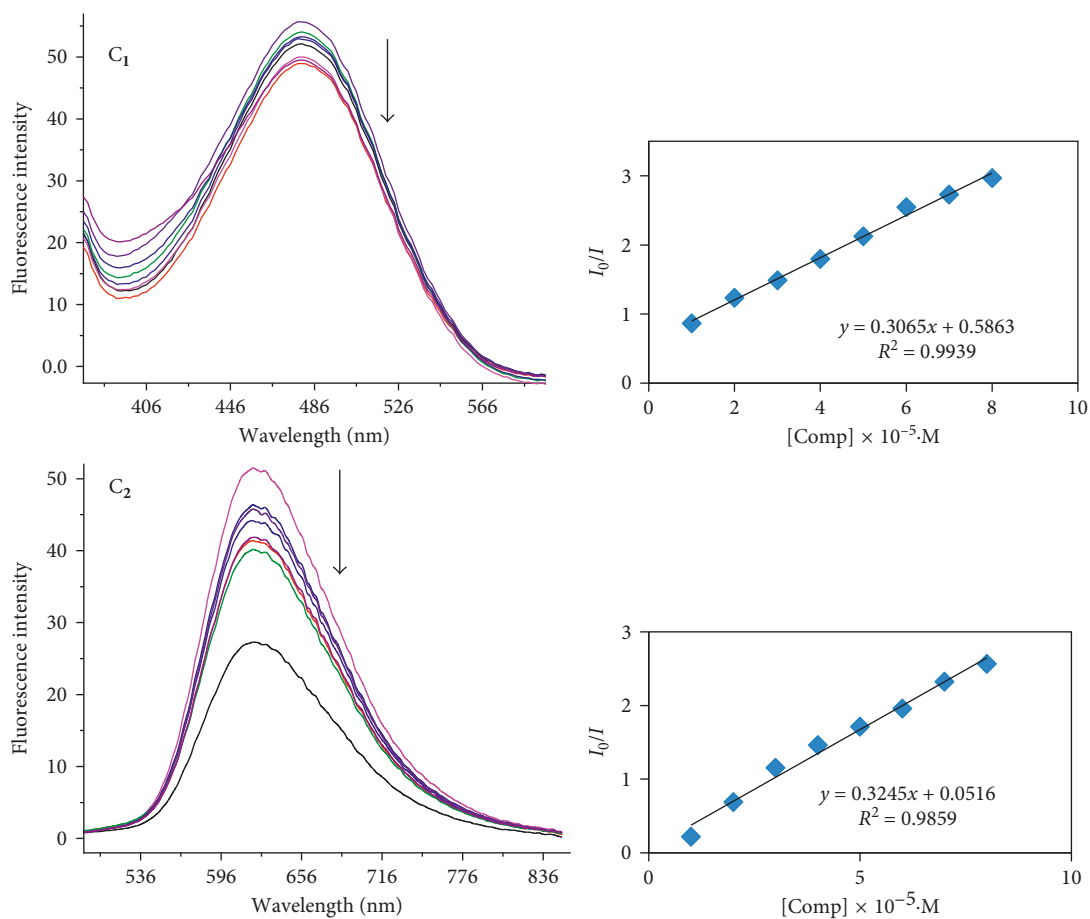 C1
Fluorescence intensity
50
40
30
20
10
0.0
406 446 486 526 566
Wavelength (nm)
I0/I
3
2
1
0
y = 0.3065x + 0.5863
R² = 0.9939
0 2 4 6 8 10
[Comp] × 10⁻⁵·M
C2
Fluorescence intensity
50
40
30
20
10
0
536 596 656 716 776 836
Wavelength (nm)
I0/I
3
2
1
0
y = 0.3245x + 0.0516
R² = 0.9859
0 5 10
[Comp] × 10⁻⁵·M